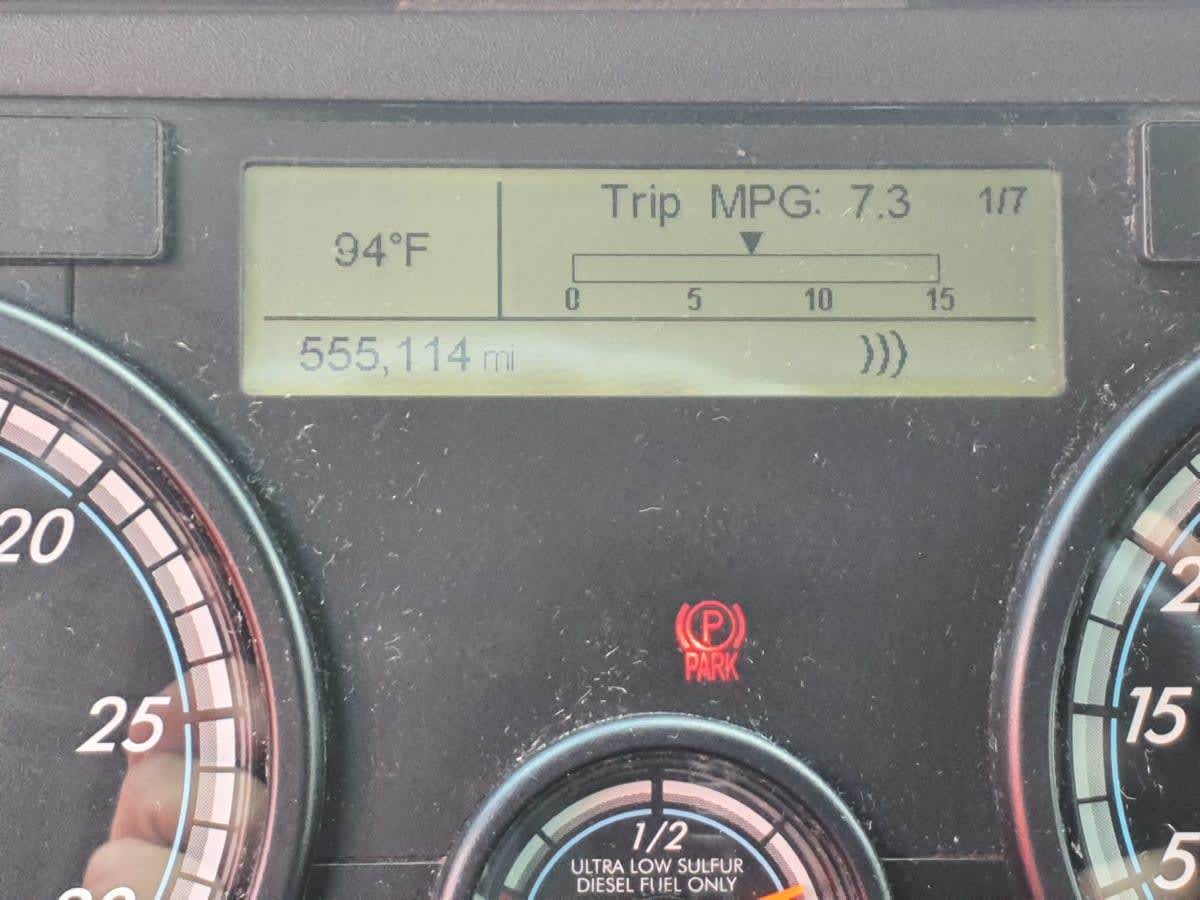 Trip MPG: 7.3 1/7
94°F
0 5 10 15
555,114 mi
20
25
P
PARK
15
5
1/2
ULTRA LOW SULFUR
DIESEL FUEL ONLY